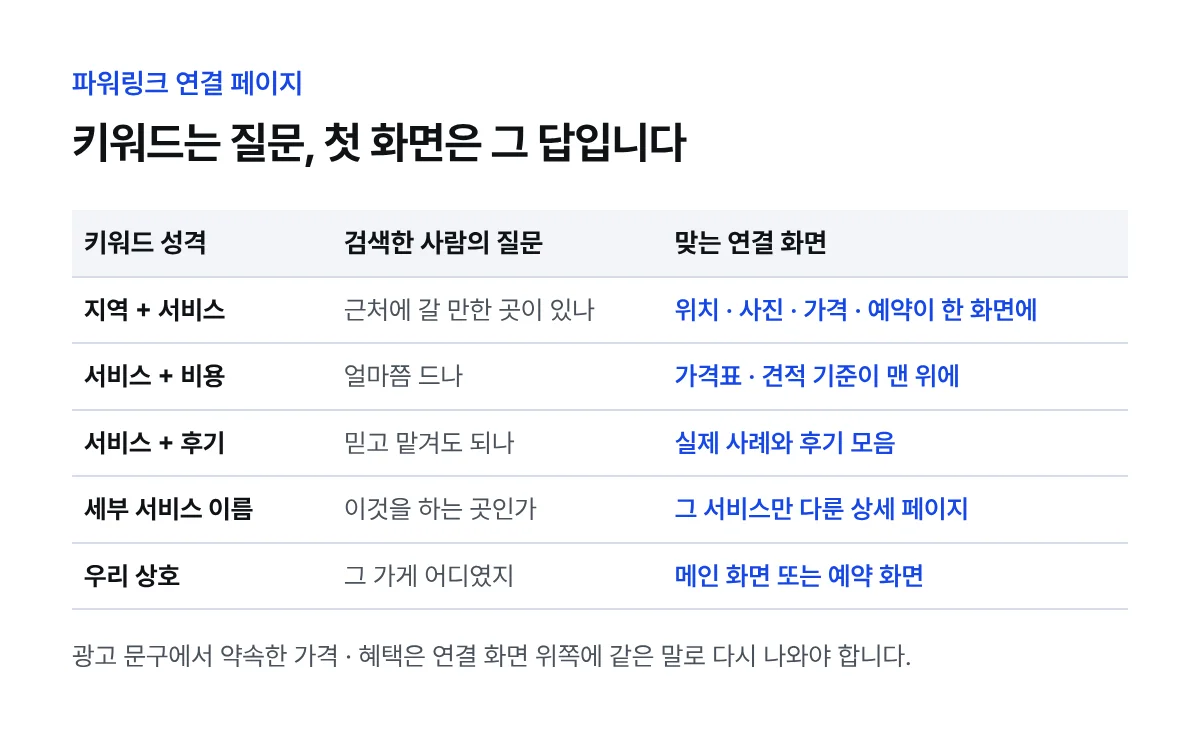 파워링크 연결 페이지
키워드는 질문, 첫 화면은 그 답입니다
키워드 성격 검색한 사람의 질문 맞는 연결 화면
지역 + 서비스 근처에 갈 만한 곳이 있나 위치 · 사진 · 가격 · 예약이 한 화면에
서비스 + 비용 얼마쯤 드나 가격표 · 견적 기준이 맨 위에
서비스 + 후기 믿고 맡겨도 되나 실제 사례와 후기 모음
세부 서비스 이름 이것을 하는 곳인가 그 서비스만 다룬 상세 페이지
우리 상호 그 가게 어디였지 메인 화면 또는 예약 화면
광고 문구에서 약속한 가격 · 혜택은 연결 화면 위쪽에 같은 말로 다시 나와야 합니다.